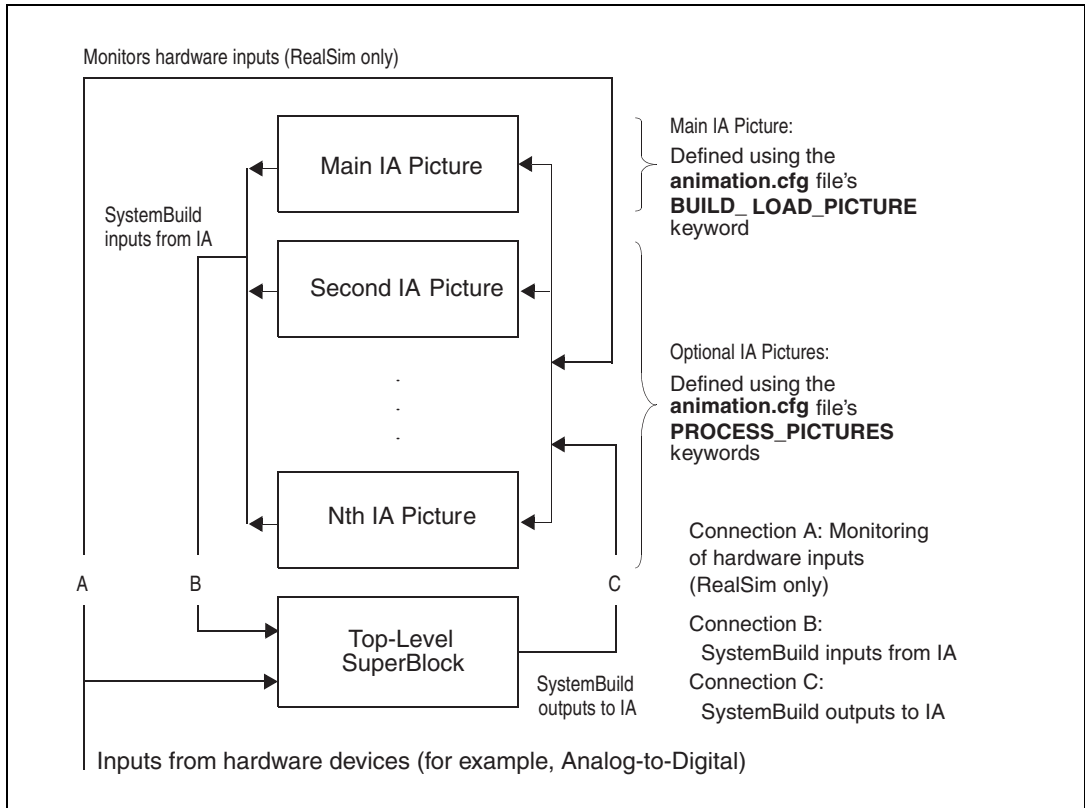 Monitors hardware inputs (RealSim only)
Main IA Picture
SystemBuild
inputs from IA
Second IA Picture
.
.
.
Nth IA Picture
A
B
C
Top-Level
SuperBlock
SystemBuild
outputs to IA
Inputs from hardware devices (for example, Analog-to-Digital)
Main IA Picture:
Defined using the
animation.cfg file's
BUILD_ LOAD_PICTURE
keyword
Optional IA Pictures:
Defined using the
animation.cfg file's
PROCESS_PICTURES
keywords
Connection A: Monitoring
of hardware inputs
(RealSim only)
Connection B:
SystemBuild inputs from IA
Connection C:
SystemBuild outputs to IA